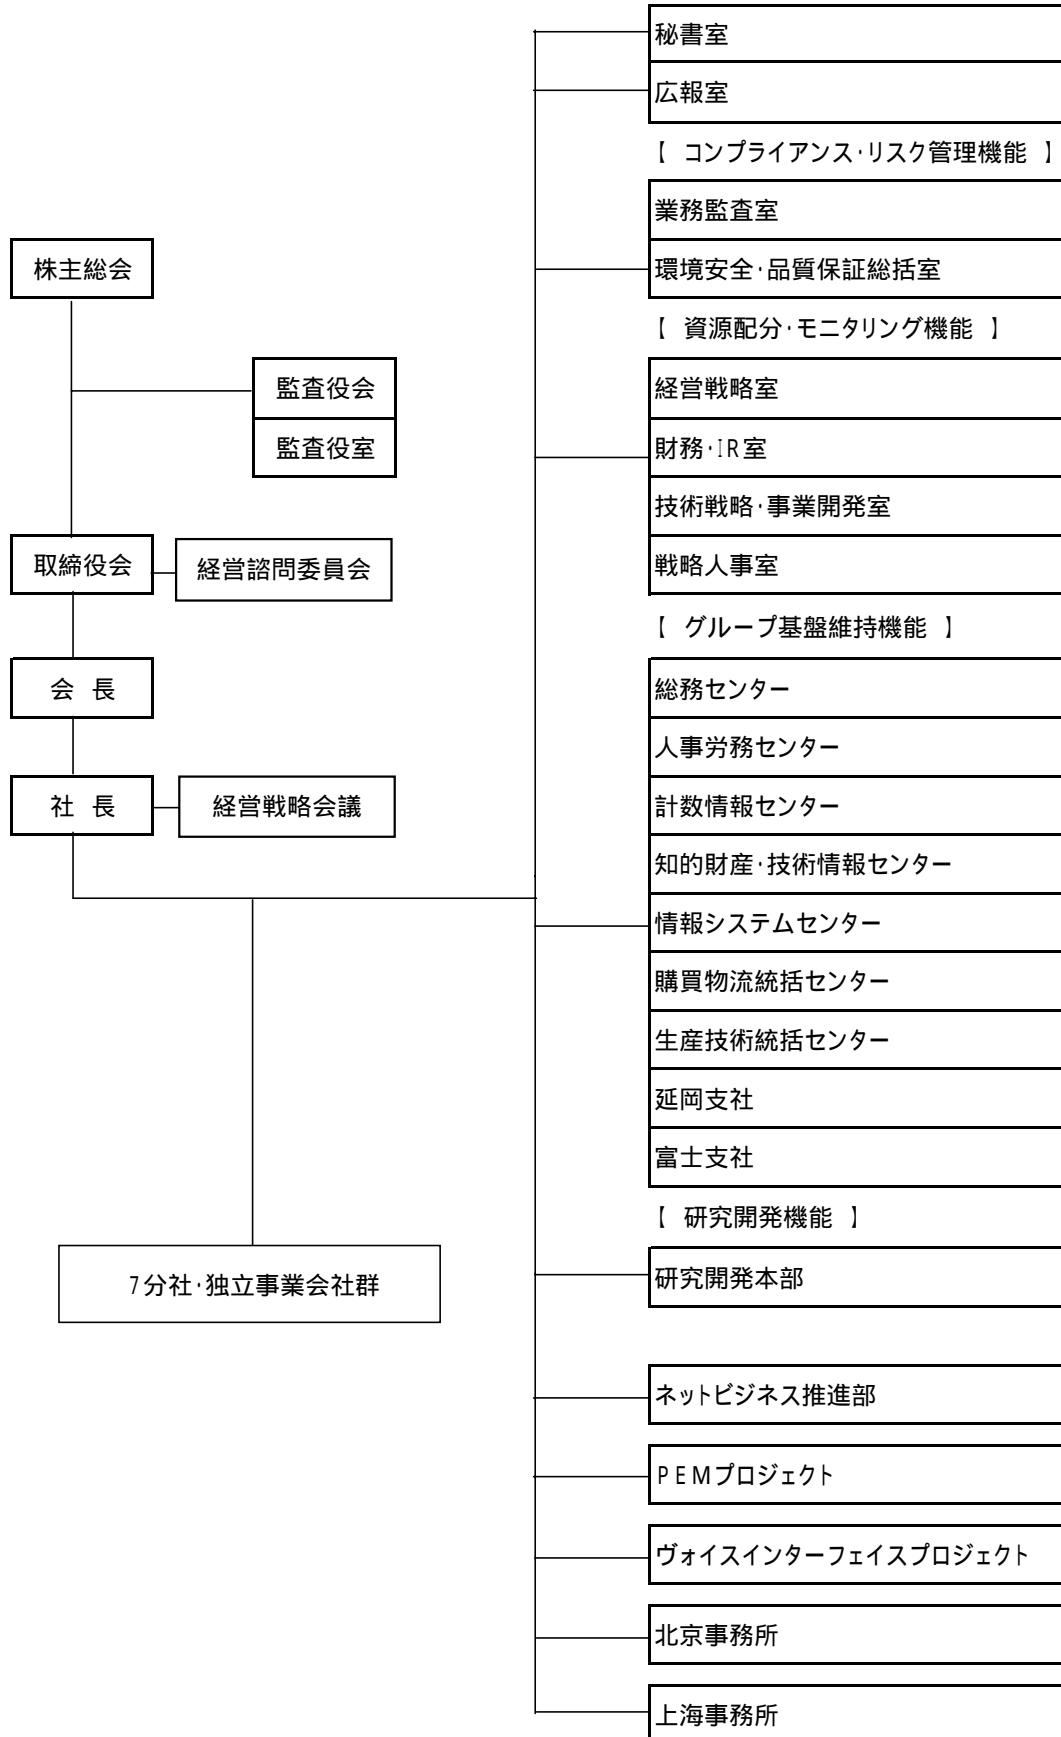 株主総会
監査役会
監査役室
取締役会
経営諮問委員会
会 長
社 長
経営戦略会議
7分社・独立事業会社群
秘書室
広報室
【 コンプライアンス・リスク管理機能 】
業務監査室
環境安全・品質保証総括室
【 資源配分・モニタリング機能 】
経営戦略室
財務・IR室
技術戦略・事業開発室
戦略人事室
【 グループ基盤維持機能 】
総務センター
人事労務センター
計数情報センター
知的財産・技術情報センター
情報システムセンター
購買物流統括センター
生産技術統括センター
延岡支社
富士支社
【 研究開発機能 】
研究開発本部
ネットビジネス推進部
PEMプロジェクト
ヴォイスインターフェイスプロジェクト
北京事務所
上海事務所